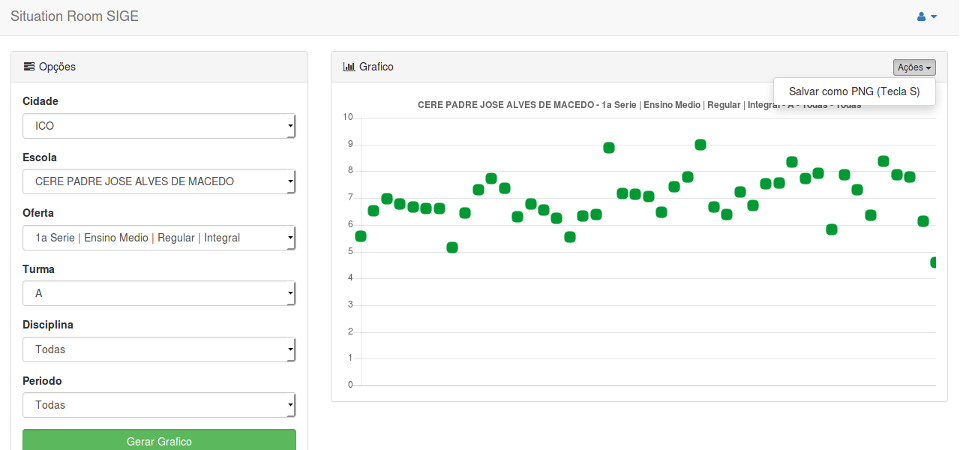 Situation Room SIGE
Opções
Cidade
ICO
Escola
CERE PADRE JOSE ALVES DE MACEDO
Oferta
1a Serie | Ensino Medio | Regular | Integral
Turma
A
Disciplina
Todas
Periodo
Todas
Gerar Grafico
Grafico
Ações
Salvar como PNG (Tecla S)
CERE PADRE JOSE ALVES DE MACEDO - 1a Serie | Ensino Medio | Regular | Integral - A - Todas - Todas
10
9
8
7
6
5
4
3
2
1
0